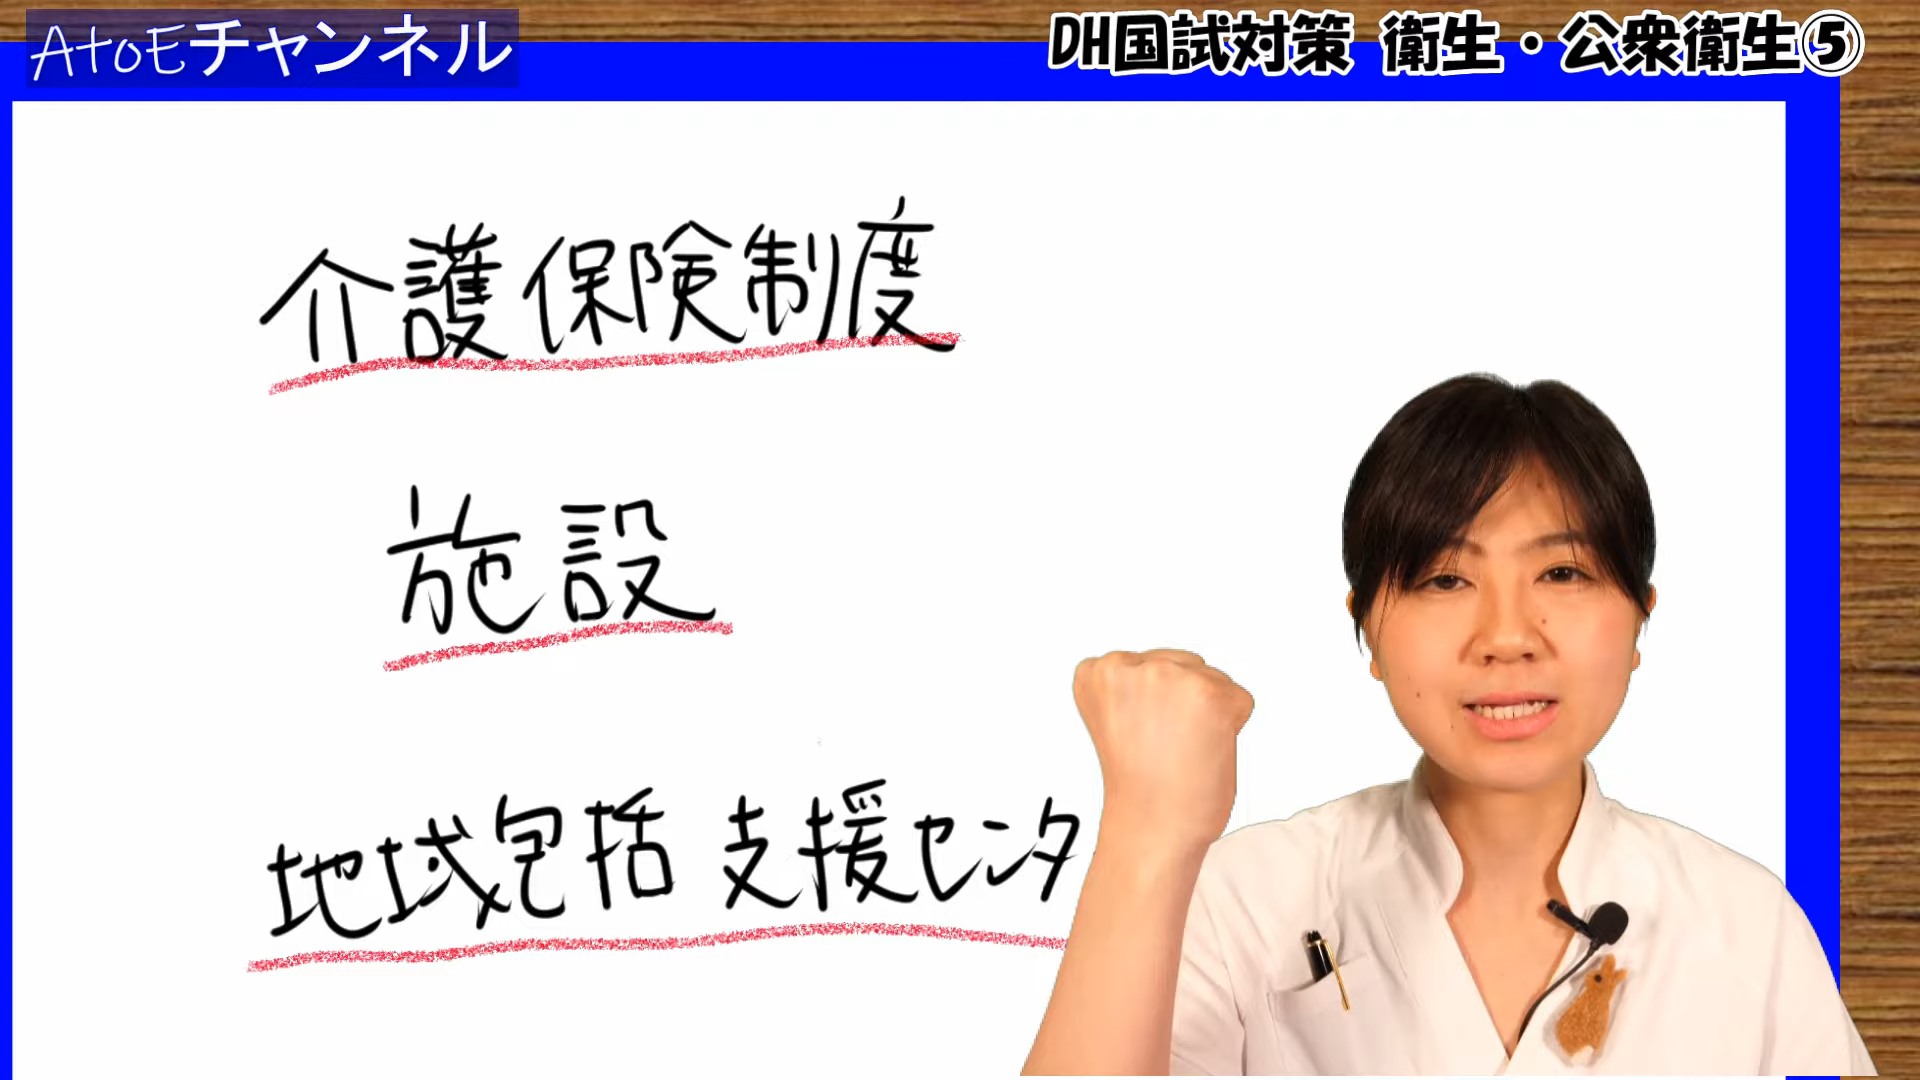 AtoEチャンネル
DH国試対策 衛生・公衆衛生⑤
介護保険制度
施設
地域包括支援センタ